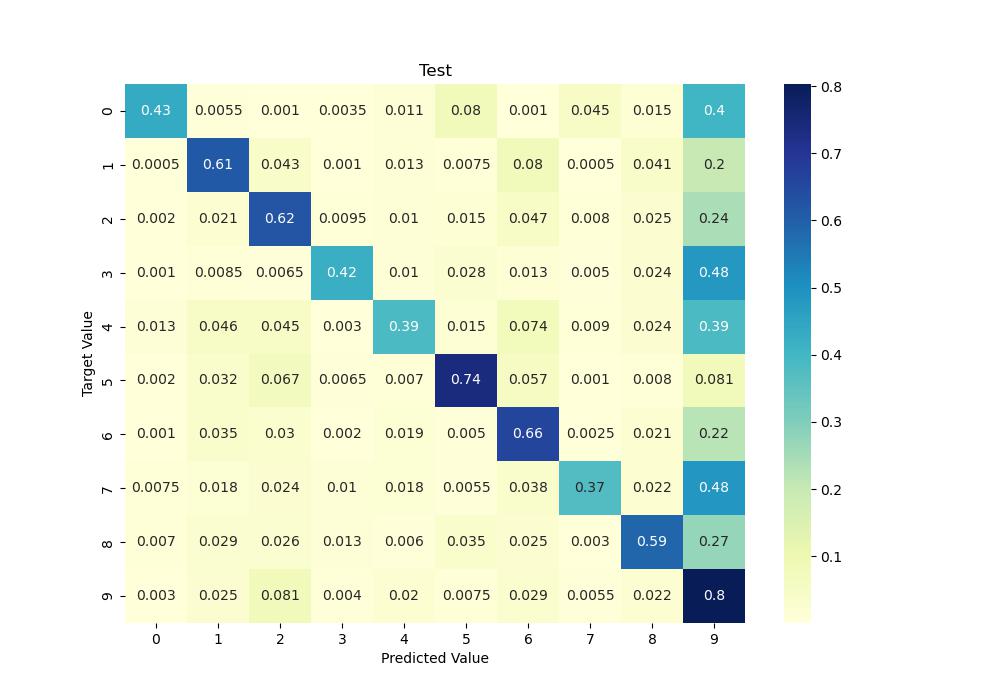 Test
0 0.43 0.0055 0.001 0.0035 0.011 0.08 0.001 0.045 0.015 0.4
1 0.0005 0.61 0.043 0.001 0.013 0.0075 0.08 0.0005 0.041 0.2
2 0.002 0.021 0.62 0.0095 0.01 0.015 0.047 0.008 0.025 0.24
3 0.001 0.0085 0.0065 0.42 0.01 0.028 0.013 0.005 0.024 0.48
4 0.013 0.046 0.045 0.003 0.39 0.015 0.074 0.009 0.024 0.39
5 0.002 0.032 0.067 0.0065 0.007 0.74 0.057 0.001 0.008 0.081
6 0.001 0.035 0.03 0.002 0.019 0.005 0.66 0.0025 0.021 0.22
7 0.0075 0.018 0.024 0.01 0.018 0.0055 0.038 0.37 0.022 0.48
8 0.007 0.029 0.026 0.013 0.006 0.035 0.025 0.003 0.59 0.27
9 0.003 0.025 0.081 0.004 0.02 0.0075 0.029 0.0055 0.022 0.8
0 1 2 3 4 5 6 7 8 9
Predicted Value
Target Value
0.8
0.7
0.6
0.5
0.4
0.3
0.2
0.1